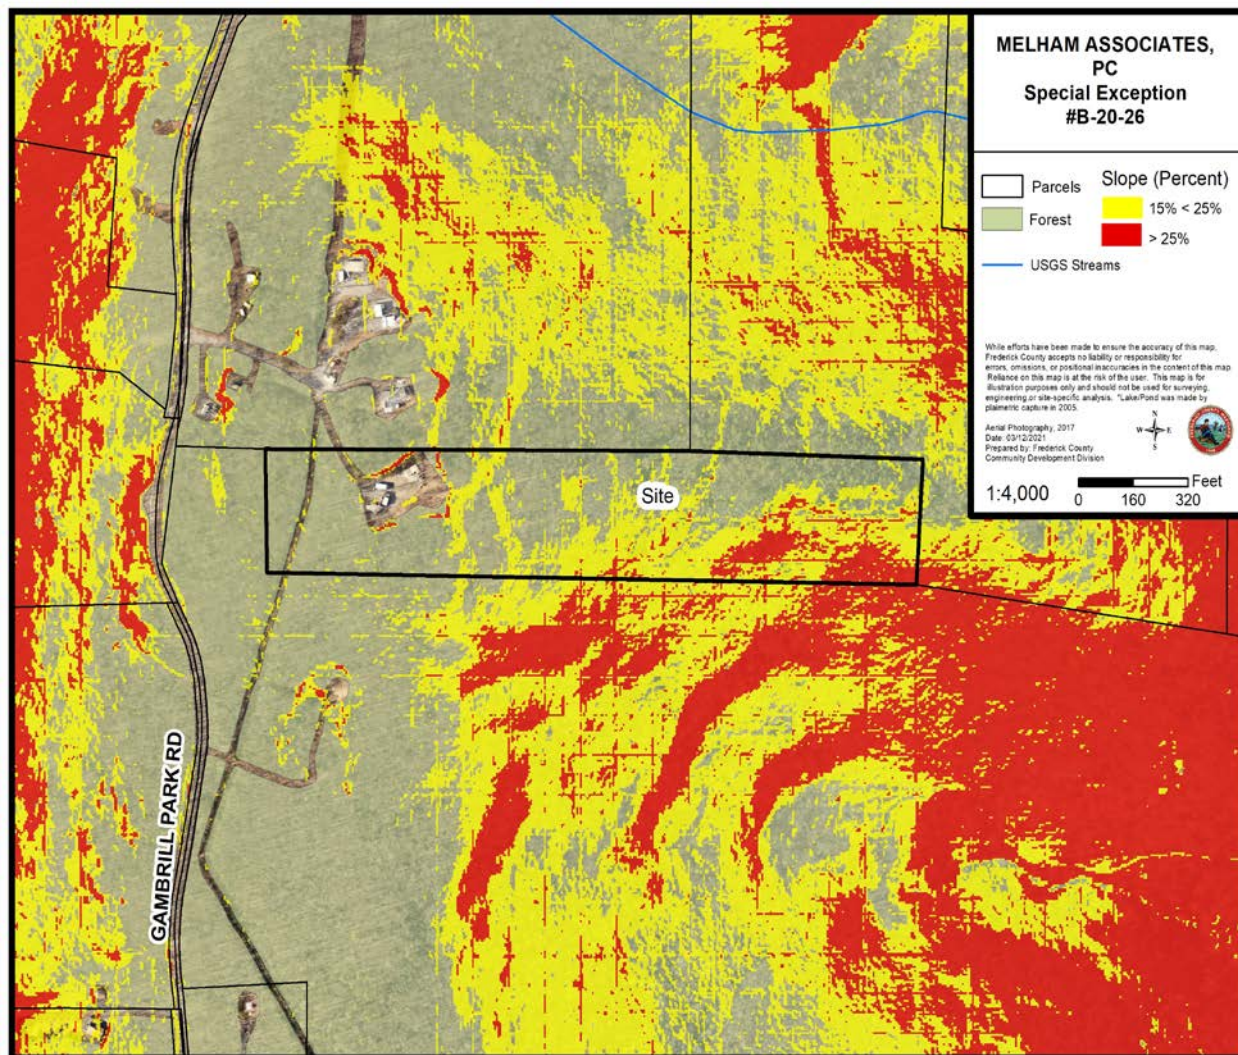 MELHAM ASSOCIATES,
PC
Special Exception
#B-20-26
Parcels
Forest
Slope (Percent)
15% < 25%
> 25%
USGS Streams
While efforts have been made to ensure the accuracy of this map,
Frederick County accepts no liability or responsibility for
errors, omissions, or positional inaccuracies in the content of this map.
Reliance on this map is at the risk of the user. This map is for
illustration purposes only and should not be used for surveying,
engineering,or site-specific analysis. *Lake/Pond was made by
plaimetric capture in 2005.
Aerial Photography, 2017
Date: 03/12/2021
Prepared by: Frederick County
Community Development Division
N
W E
S
1:4,000
Feet
0 160 320
Site
GAMBRILL PARK RD